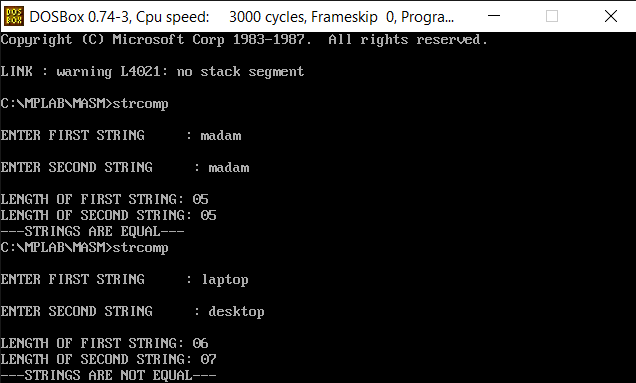 DOS
BOX
DOSBox 0.74-3, Cpu speed:    3000 cycles, Frameskip  0, Progra...
Copyright (C) Microsoft Corp 1983-1987.  All rights reserved.
LINK : warning L4021: no stack segment
C:\MPLAB\MASM>strcomp
ENTER FIRST STRING     : madam
ENTER SECOND STRING     : madam
LENGTH OF FIRST STRING: 05
LENGTH OF SECOND STRING: 05
---STRINGS ARE EQUAL---
C:\MPLAB\MASM>strcomp
ENTER FIRST STRING     : laptop
ENTER SECOND STRING     : desktop
LENGTH OF FIRST STRING: 06
LENGTH OF SECOND STRING: 07
---STRINGS ARE NOT EQUAL---